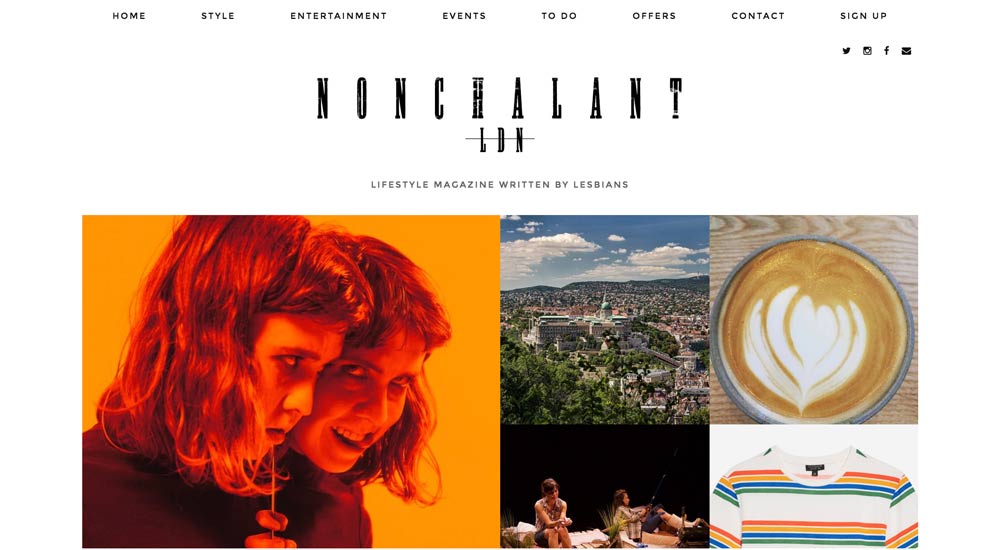 HOME STYLE ENTERTAINMENT EVENTS TO DO OFFERS CONTACT SIGN UP
NONCHALANT
LDN
LIFESTYLE MAGAZINE WRITTEN BY LESBIANS